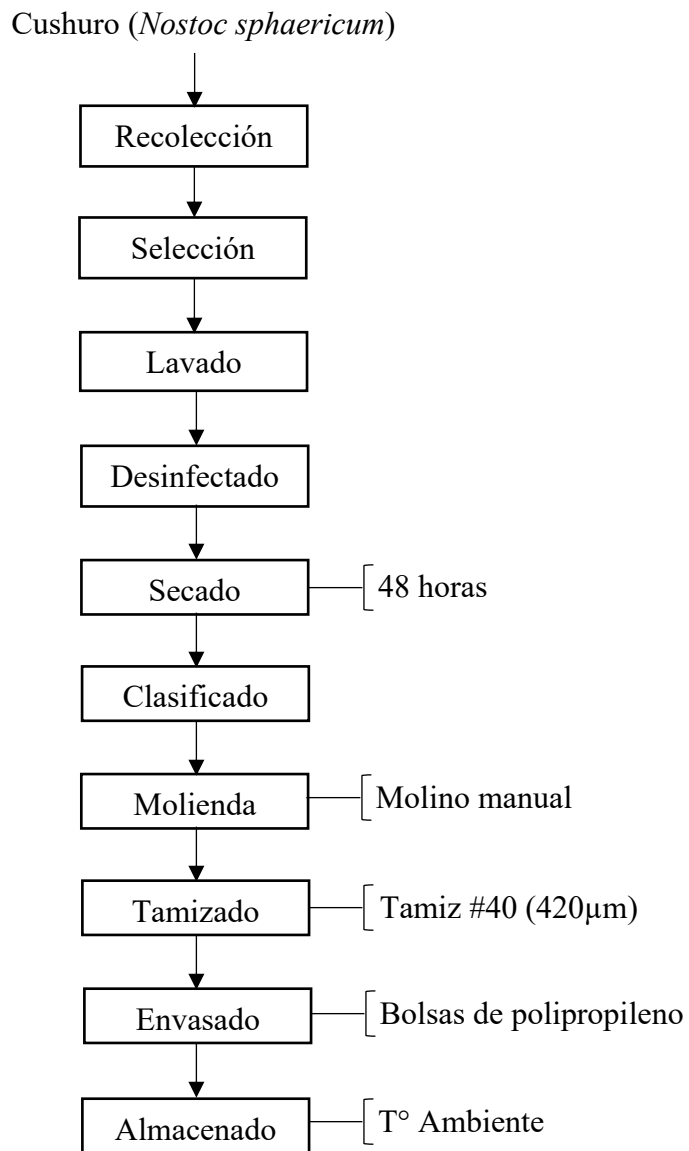 Cushuro (Nostoc sphaericum)
Recolección
Selección
Lavado
Desinfectado
Secado
48 horas
Clasificado
Molienda
Molino manual
Tamizado
Tamiz #40 (420µm)
Envasado
Bolsas de polipropileno
Almacenado
T° Ambiente